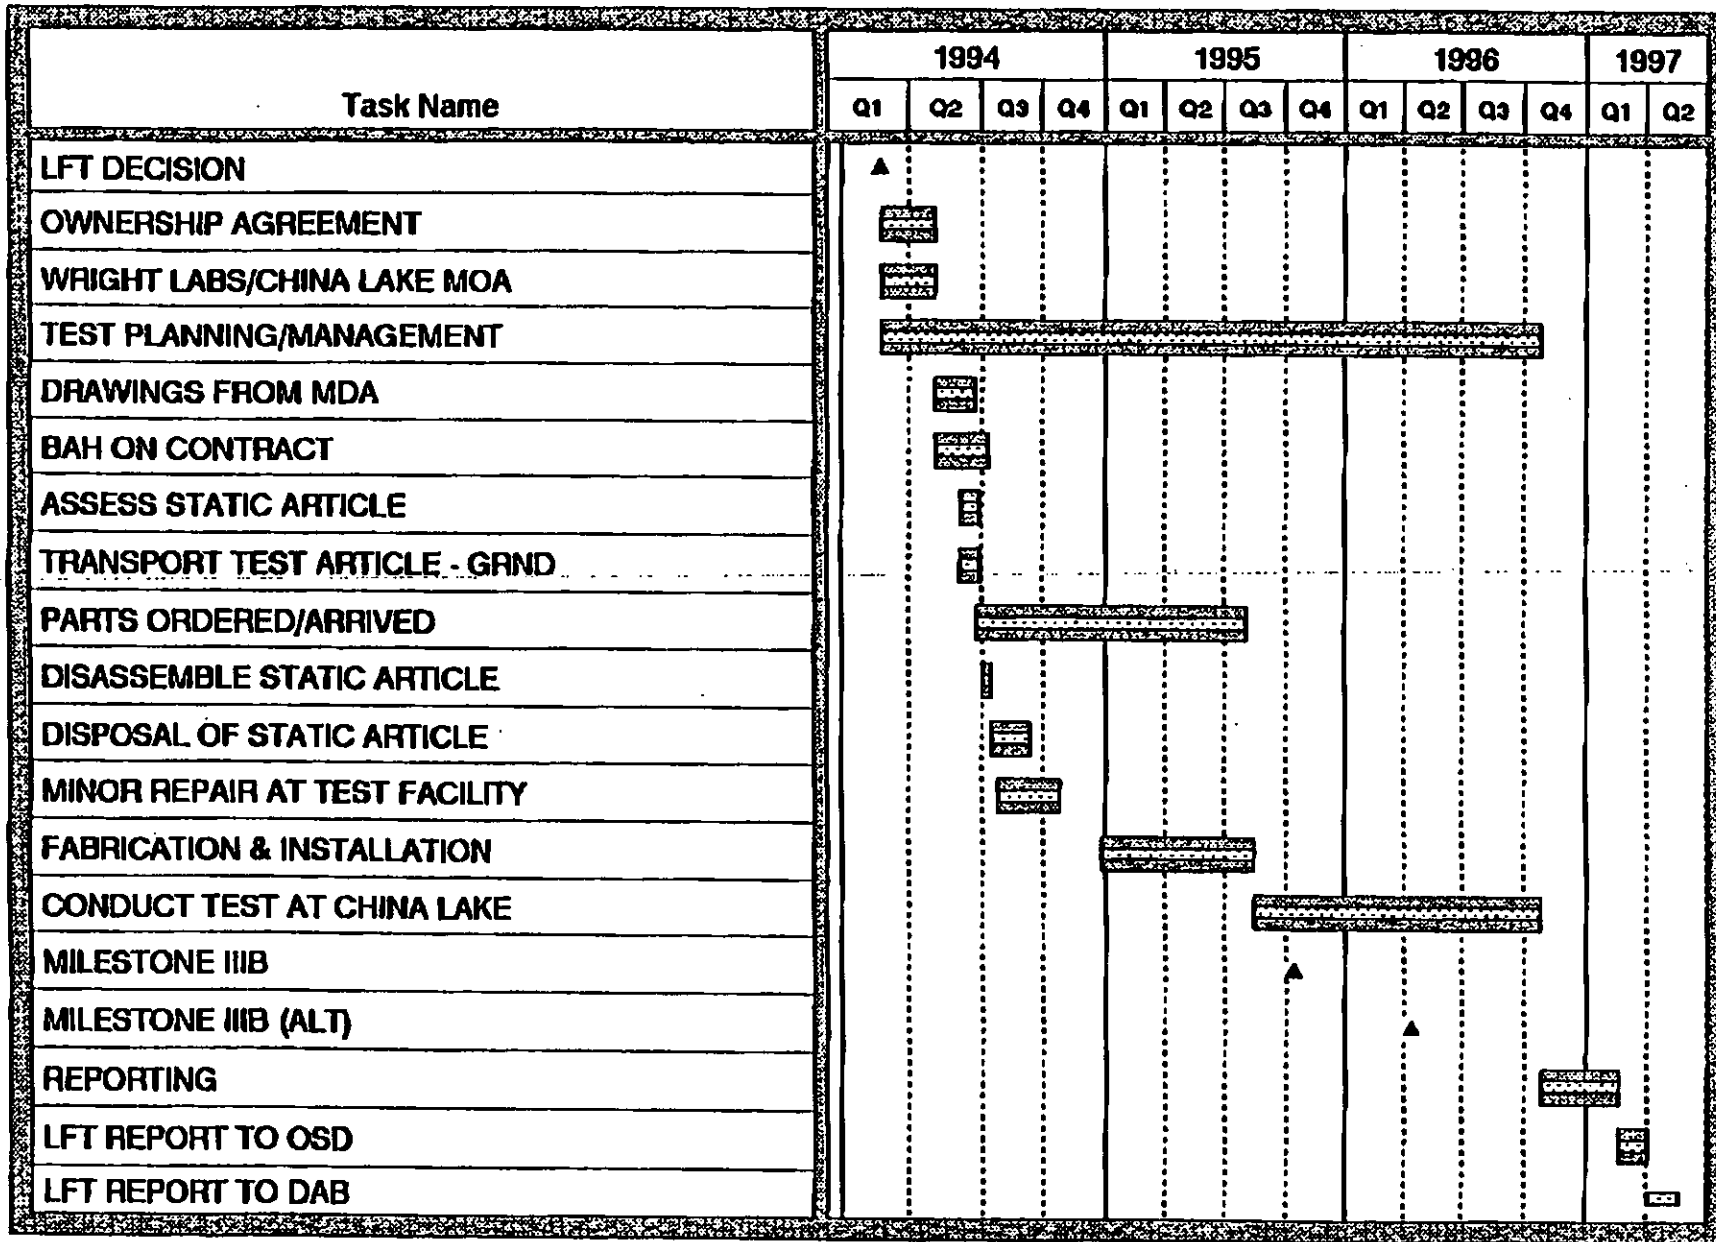 1994 1995 1996 1997
Task Name Q1 Q2 Q3 Q4 Q1 Q2 Q3 Q4 Q1 Q2 Q3 Q4 Q1 Q2
LFT DECISION
OWNERSHIP AGREEMENT
WRIGHT LABS/CHINA LAKE MOA
TEST PLANNING/MANAGEMENT
DRAWINGS FROM MDA
BAH ON CONTRACT
ASSESS STATIC ARTICLE
TRANSPORT TEST ARTICLE - GRND
PARTS ORDERED/ARRIVED
DISASSEMBLE STATIC ARTICLE
DISPOSAL OF STATIC ARTICLE
MINOR REPAIR AT TEST FACILITY
FABRICATION & INSTALLATION
CONDUCT TEST AT CHINA LAKE
MILESTONE IIIB
MILESTONE IIIB (ALT)
REPORTING
LFT REPORT TO OSD
LFT REPORT TO DAB